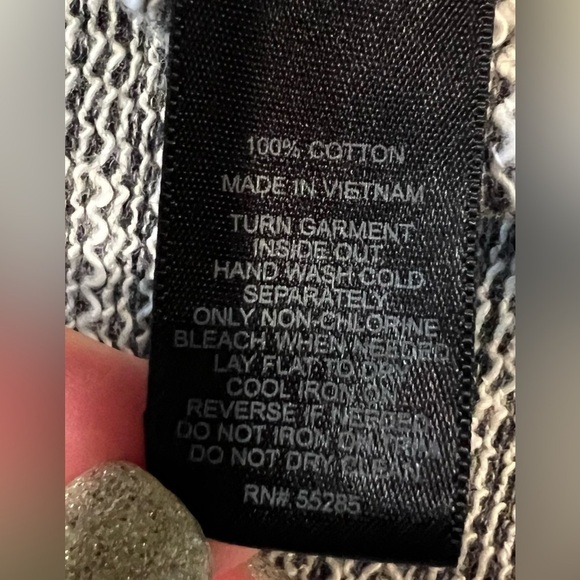 100% COTTON
MADE IN VIETNAM
TURN GARMENT
INSIDE OUT
HAND WASH COLD
SEPARATELY
ONLY NON-CHLORINE
BLEACH WHEN NEEDED
LAY FLAT TO DRY
COOL IRON ON
REVERSE IF NEEDED
DO NOT IRON ON TRIM
DO NOT DRY CLEAN
RN# 55285